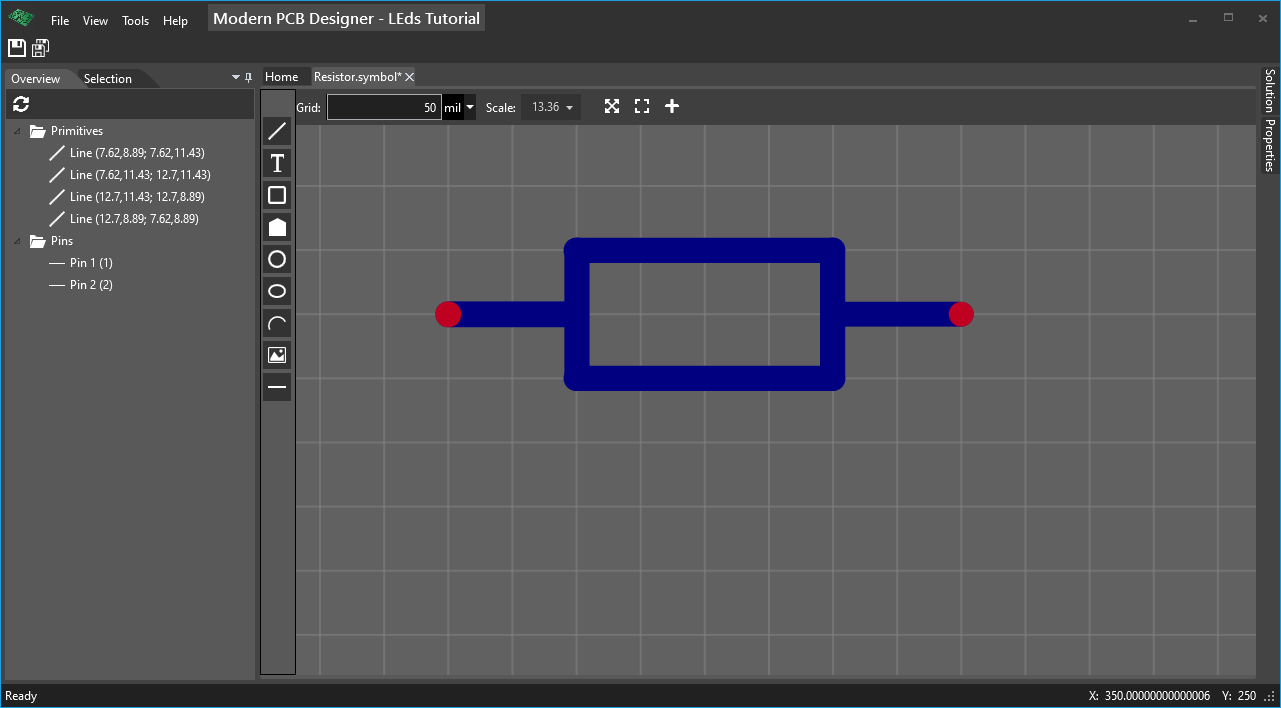 File View Tools Help Modern PCB Designer - LEds Tutorial
Overview Selection Home Resistor.symbol*
Grid: 50 mil Scale: 13.36
Primitives
Line (7.62,8.89; 7.62,11.43)
Line (7.62,11.43; 12.7,11.43)
Line (12.7,11.43; 12.7,8.89)
Line (12.7,8.89; 7.62,8.89)
Pins
Pin 1 (1)
Pin 2 (2)
T
Solution
Properties
Ready X: 350.00000000000006 Y: 250